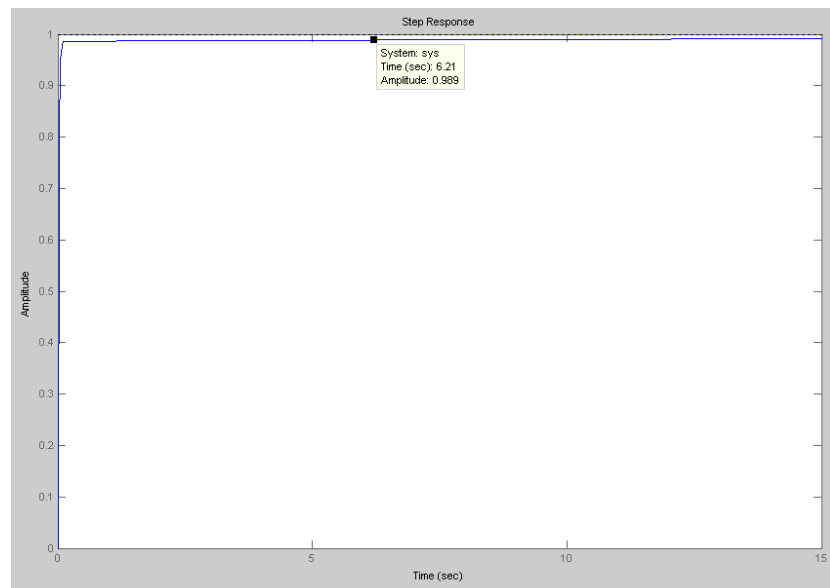 Step Response
1
System: sys
Time (sec): 6.21
Amplitude: 0.989
0.9
0.8
0.7
0.6
Amplitude
0.5
0.4
0.3
0.2
0.1
0
0
5
10
15
Time (sec)